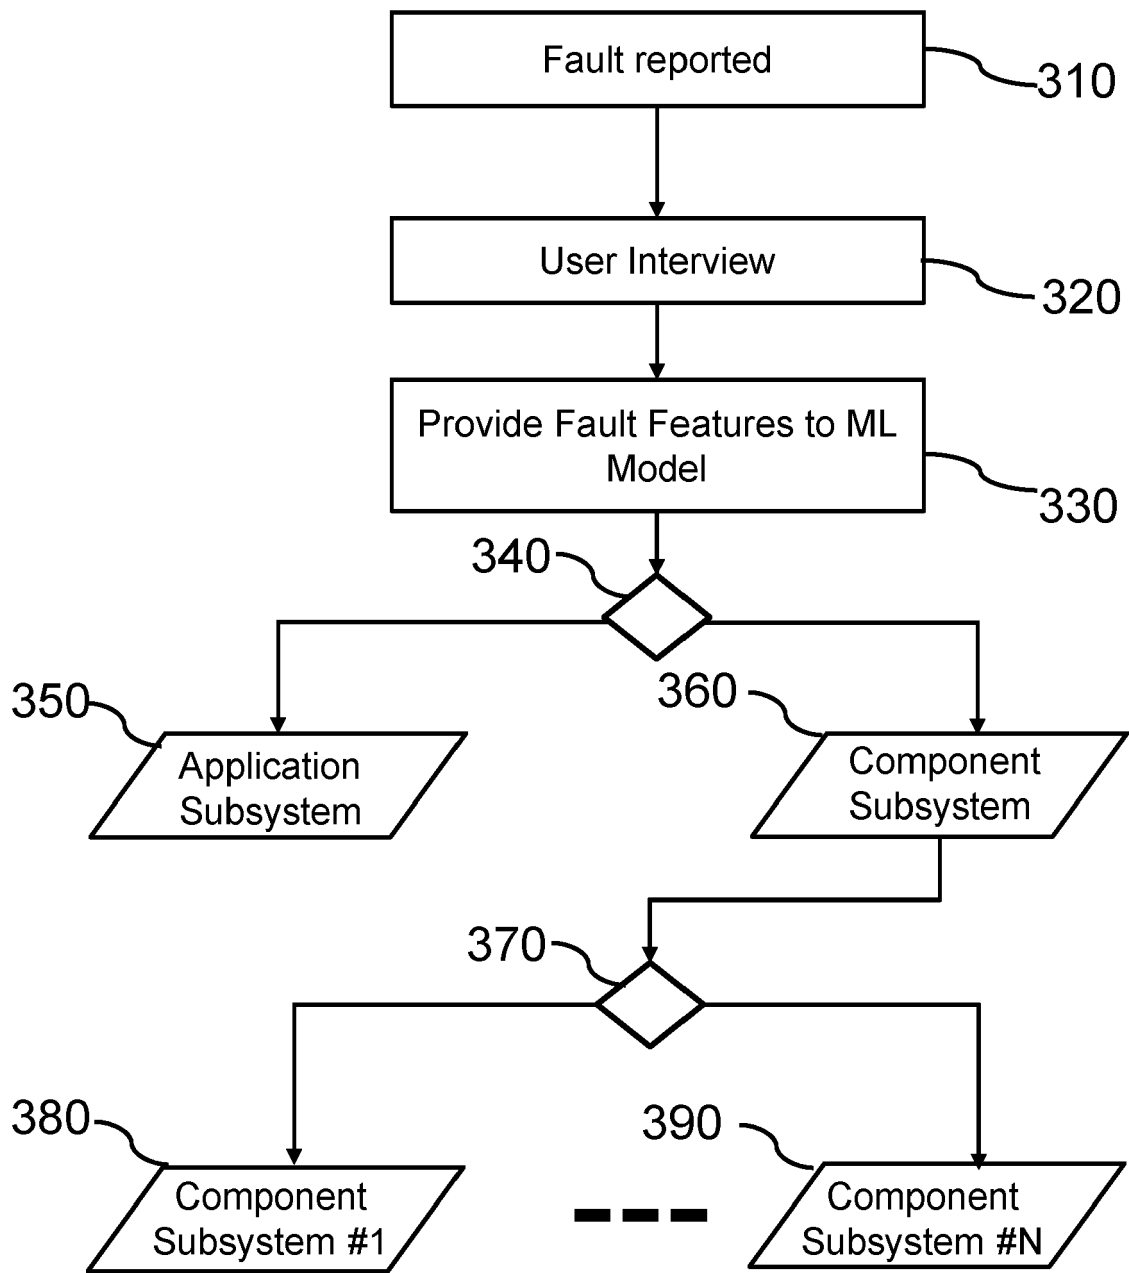 Fault reported
310
User Interview
320
Provide Fault Features to ML
Model
330
340
350
360
Application
Subsystem
Component
Subsystem
370
380
390
Component
Subsystem #1
Component
Subsystem #N